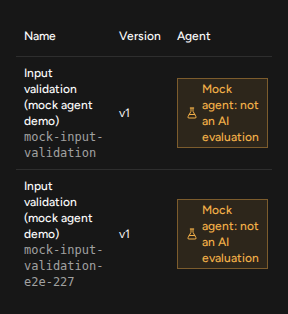 Name Version Agent
Input
validation
(mock agent
demo)
mock-input-
validation
v1
Mock
agent: not
an AI
evaluation
Input
validation
(mock agent
demo)
mock-input-
validation-
e2e-227
v1
Mock
agent: not
an AI
evaluation